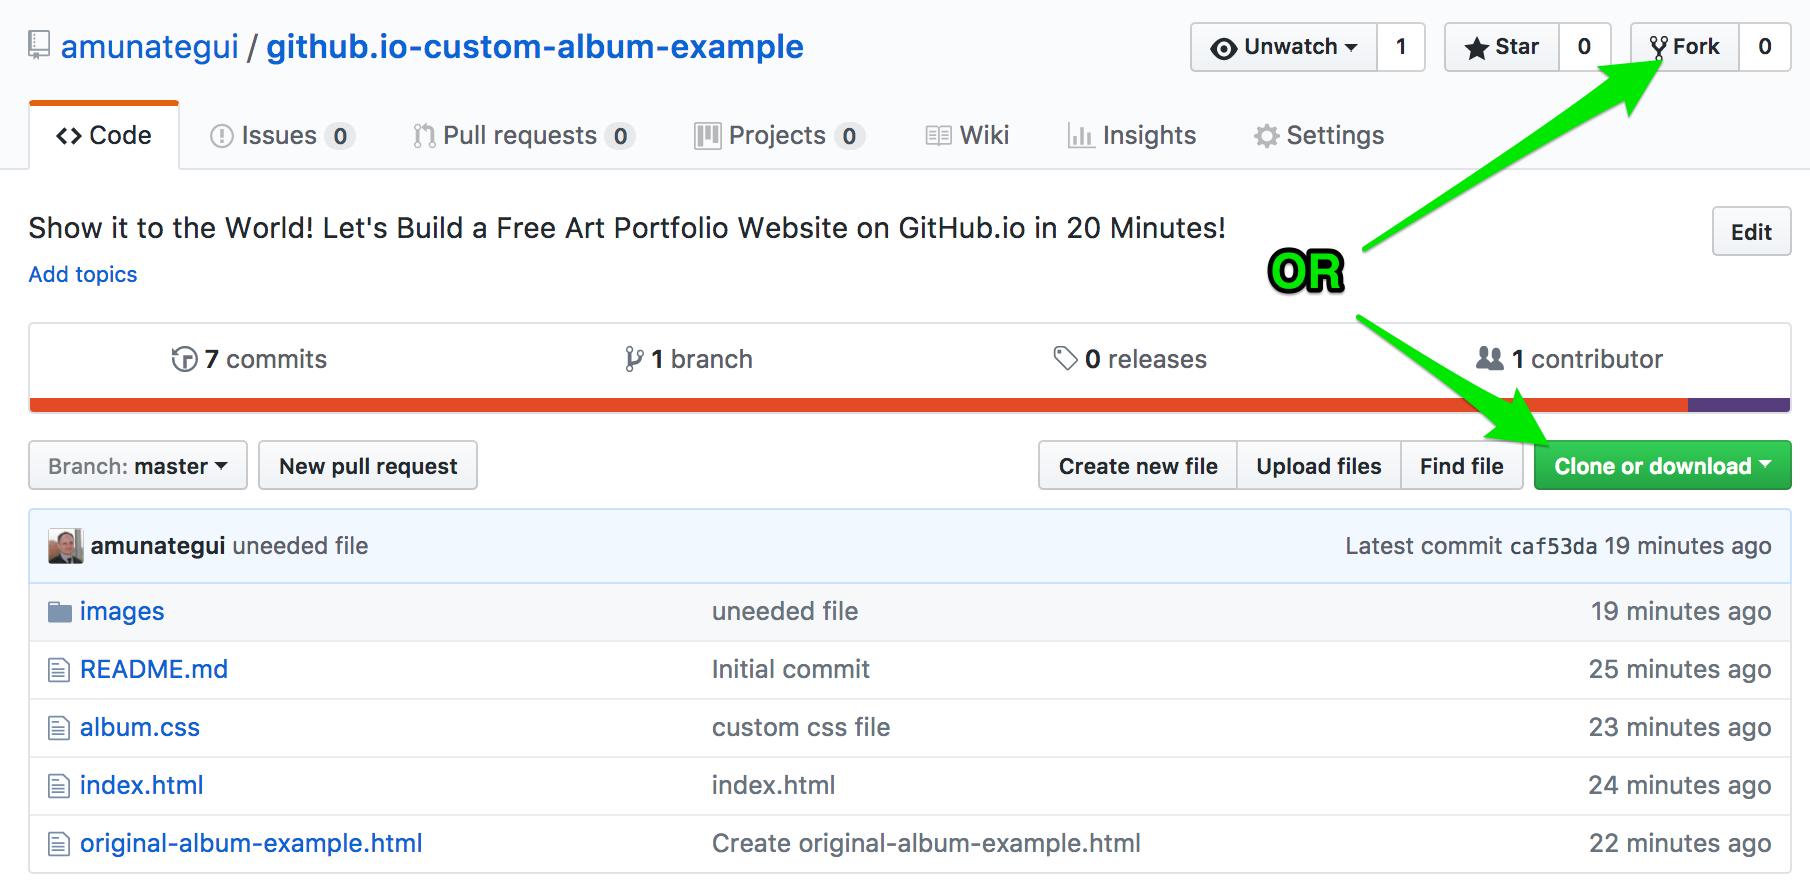 amunategui / github.io-custom-album-example Unwatch 1 Star 0 Fork 0
Code Issues 0 Pull requests 0 Projects 0 Wiki Insights Settings
Show it to the World! Let's Build a Free Art Portfolio Website on GitHub.io in 20 Minutes! Edit
Add topics
OR
7 commits 1 branch 0 releases 1 contributor
Branch: master New pull request Create new file Upload files Find file Clone or download
amunategui uneeded file Latest commit caf53da 19 minutes ago
images uneeded file 19 minutes ago
README.md Initial commit 25 minutes ago
album.css custom css file 23 minutes ago
index.html index.html 24 minutes ago
original-album-example.html Create original-album-example.html 22 minutes ago